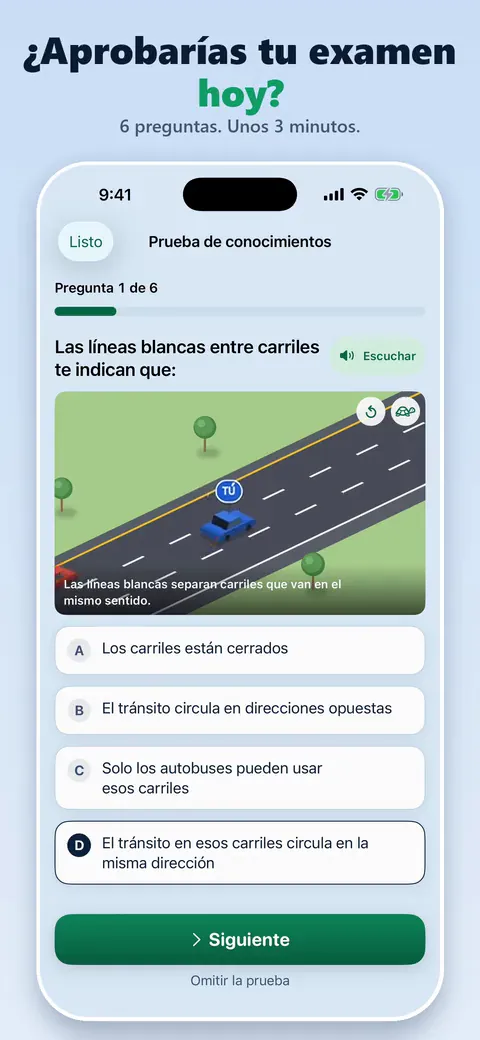 ¿Aprobarías tu examen
hoy?
6 preguntas. Unos 3 minutos.
9:41
Listo
Prueba de conocimientos
Pregunta 1 de 6
Las líneas blancas entre carriles
te indican que:
Escuchar
TÚ
Las líneas blancas separan carriles que van en el
mismo sentido.
A Los carriles están cerrados
B El tránsito circula en direcciones opuestas
C Solo los autobuses pueden usar
esos carriles
D El tránsito en esos carriles circula en la
misma dirección
Siguiente
Omitir la prueba